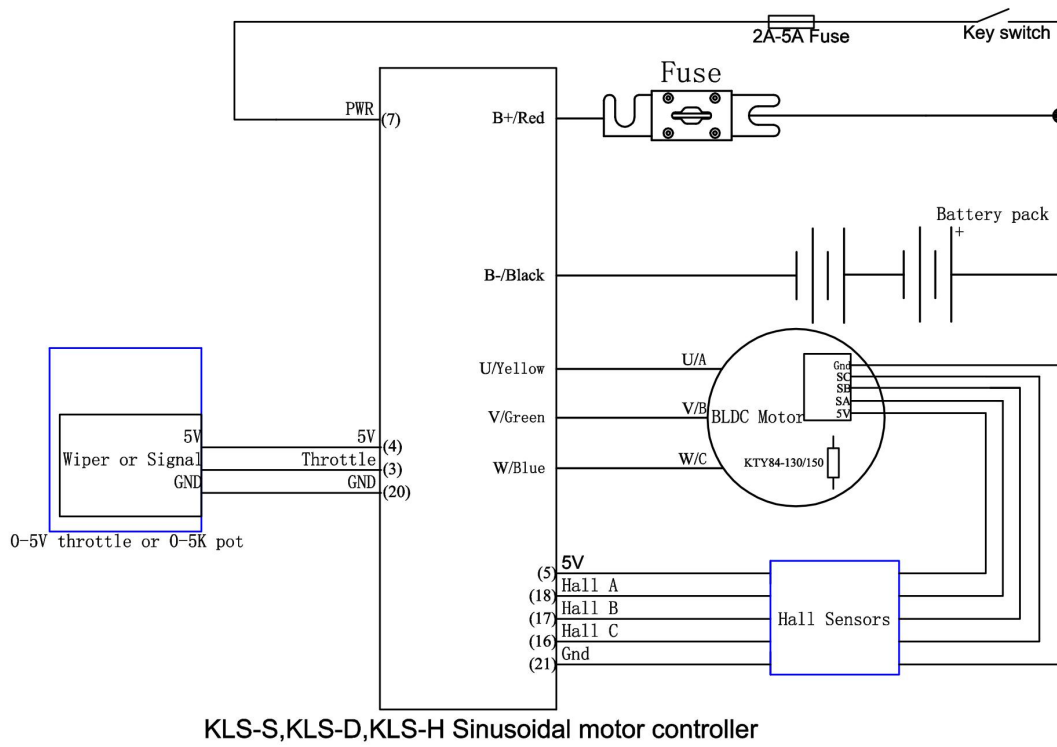 2A-5A Fuse
Key switch
Fuse
PWR
(7)
B+/Red
Battery pack
+
B-/Black
U/Yellow
U/A
Gnd
SC
SB
SA
5V
V/Green
V/B
BLDC Motor
W/Blue
W/C
KTY84-130/150
5V
5V
(4)
Wiper or Signal
Throttle
(3)
GND
GND
(20)
0-5V throttle or 0-5K pot
5V
(5)
Hall A
(18)
Hall B
(17)
Hall C
(16)
Gnd
(21)
Hall Sensors
KLS-S,KLS-D,KLS-H Sinusoidal motor controller